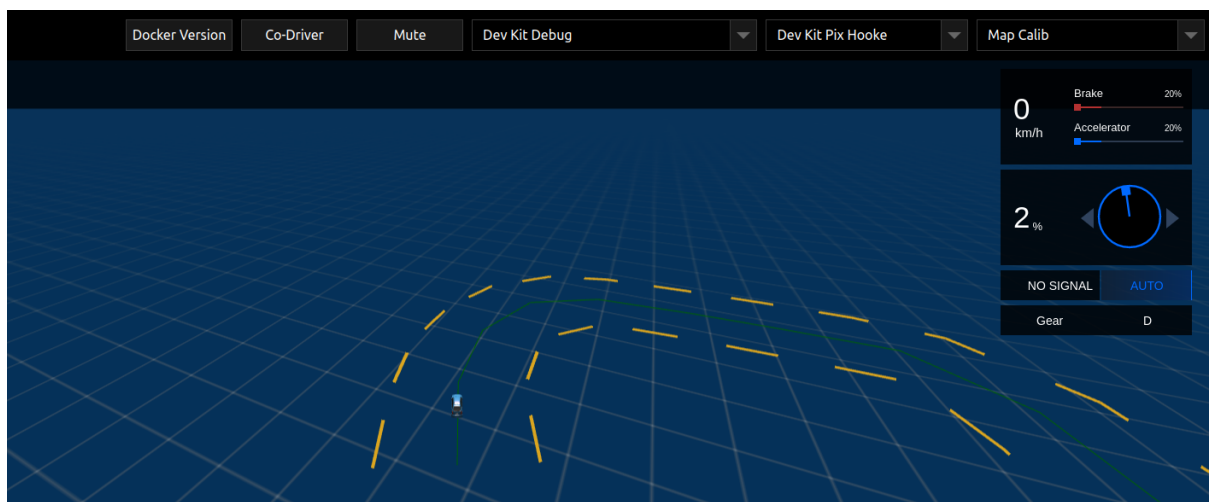 Docker Version Co-Driver Mute Dev Kit Debug Dev Kit Pix Hooke Map Calib
0
km/h
Brake 20%
Accelerator 20%
2 %
NO SIGNAL AUTO
Gear D